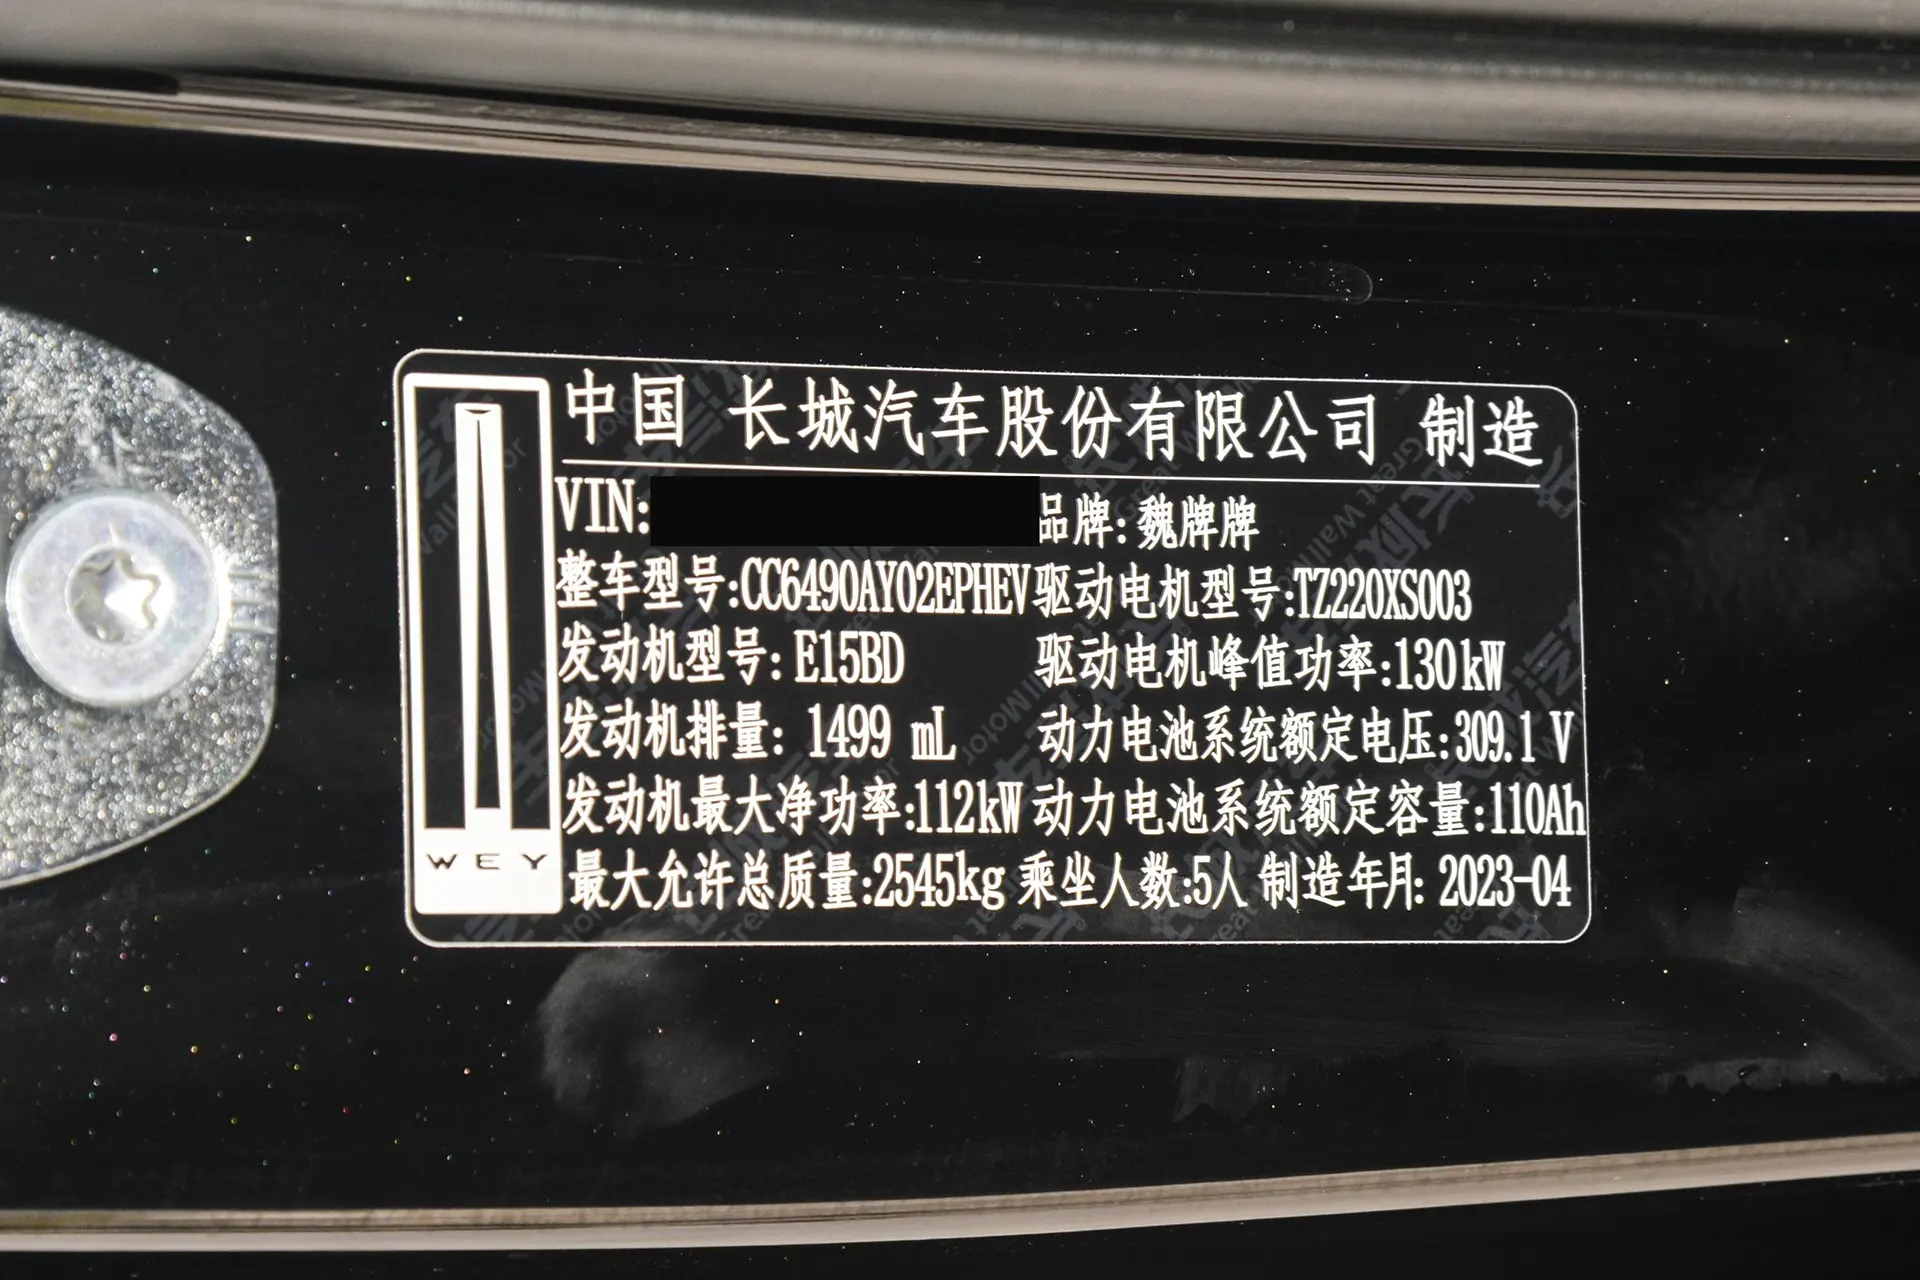 中国 长城汽车股份有限公司 制造
VIN: 品牌:魏牌牌
整车型号:CC6490AY02EPHEV 驱动电机型号:TZ220XS003
发动机型号:E15BD 驱动电机峰值功率:130kW
发动机排量: 1499 mL 动力电池系统额定电压:309.1 V
发动机最大净功率:112kW 动力电池系统额定容量:110Ah
最大允许总质量:2545kg 乘坐人数:5人 制造年月: 2023-04
WEY